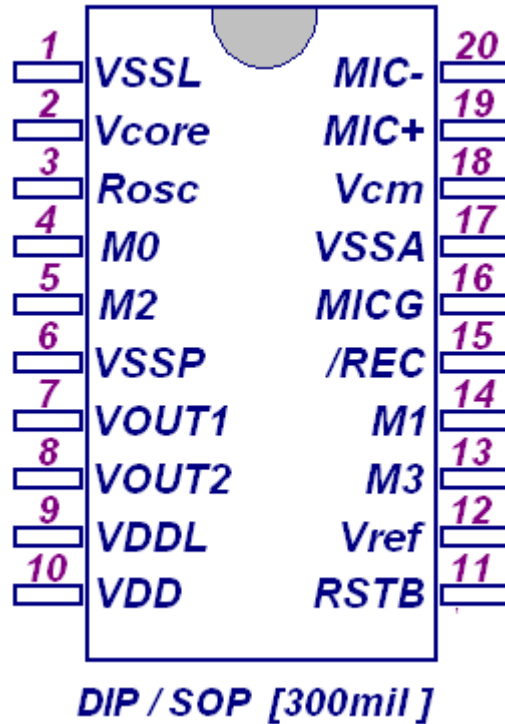 1 VSSL MIC- 20
2 Vcore MIC+ 19
3 Rosc Vcm 18
4 M0 VSSA 17
5 M2 MICG 16
6 VSSP /REC 15
7 VOUT1 M1 14
8 VOUT2 M3 13
9 VDDL Vref 12
10 VDD RSTB 11
DIP / SOP [300mil ]